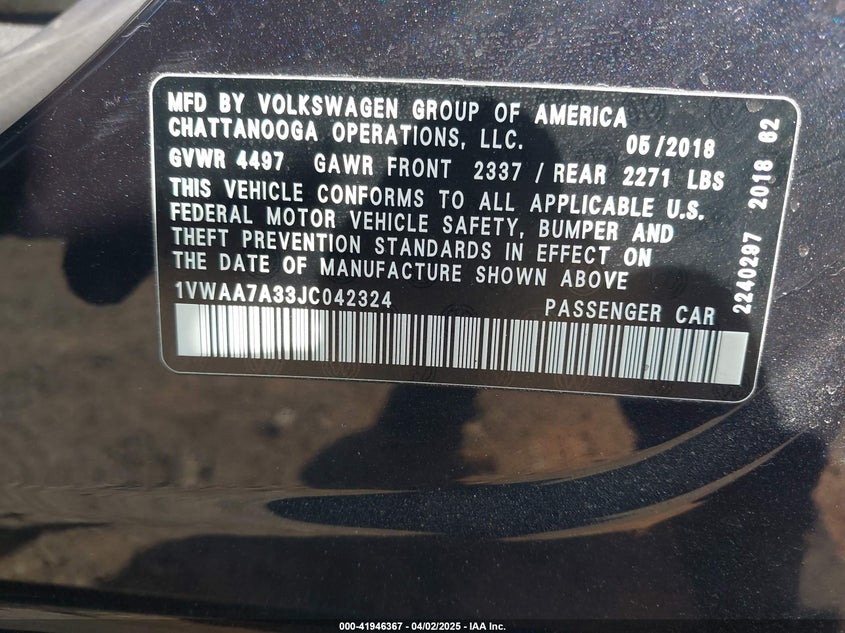 MFD BY VOLKSWAGEN GROUP OF AMERICA
CHATTANOOGA OPERATIONS, LLC. 05/2018
GVWR 4497 GAWR FRONT 2337 / REAR 2271 LBS
THIS VEHICLE CONFORMS TO ALL APPLICABLE U.S.
FEDERAL MOTOR VEHICLE SAFETY, BUMPER AND
THEFT PREVENTION STANDARDS IN EFFECT ON
THE DATE OF MANUFACTURE SHOWN ABOVE
1VWAA7A33JC042324 PASSENGER CAR
2240297 2018 62
000-41946367 - 04/02/2025 - IAA Inc.